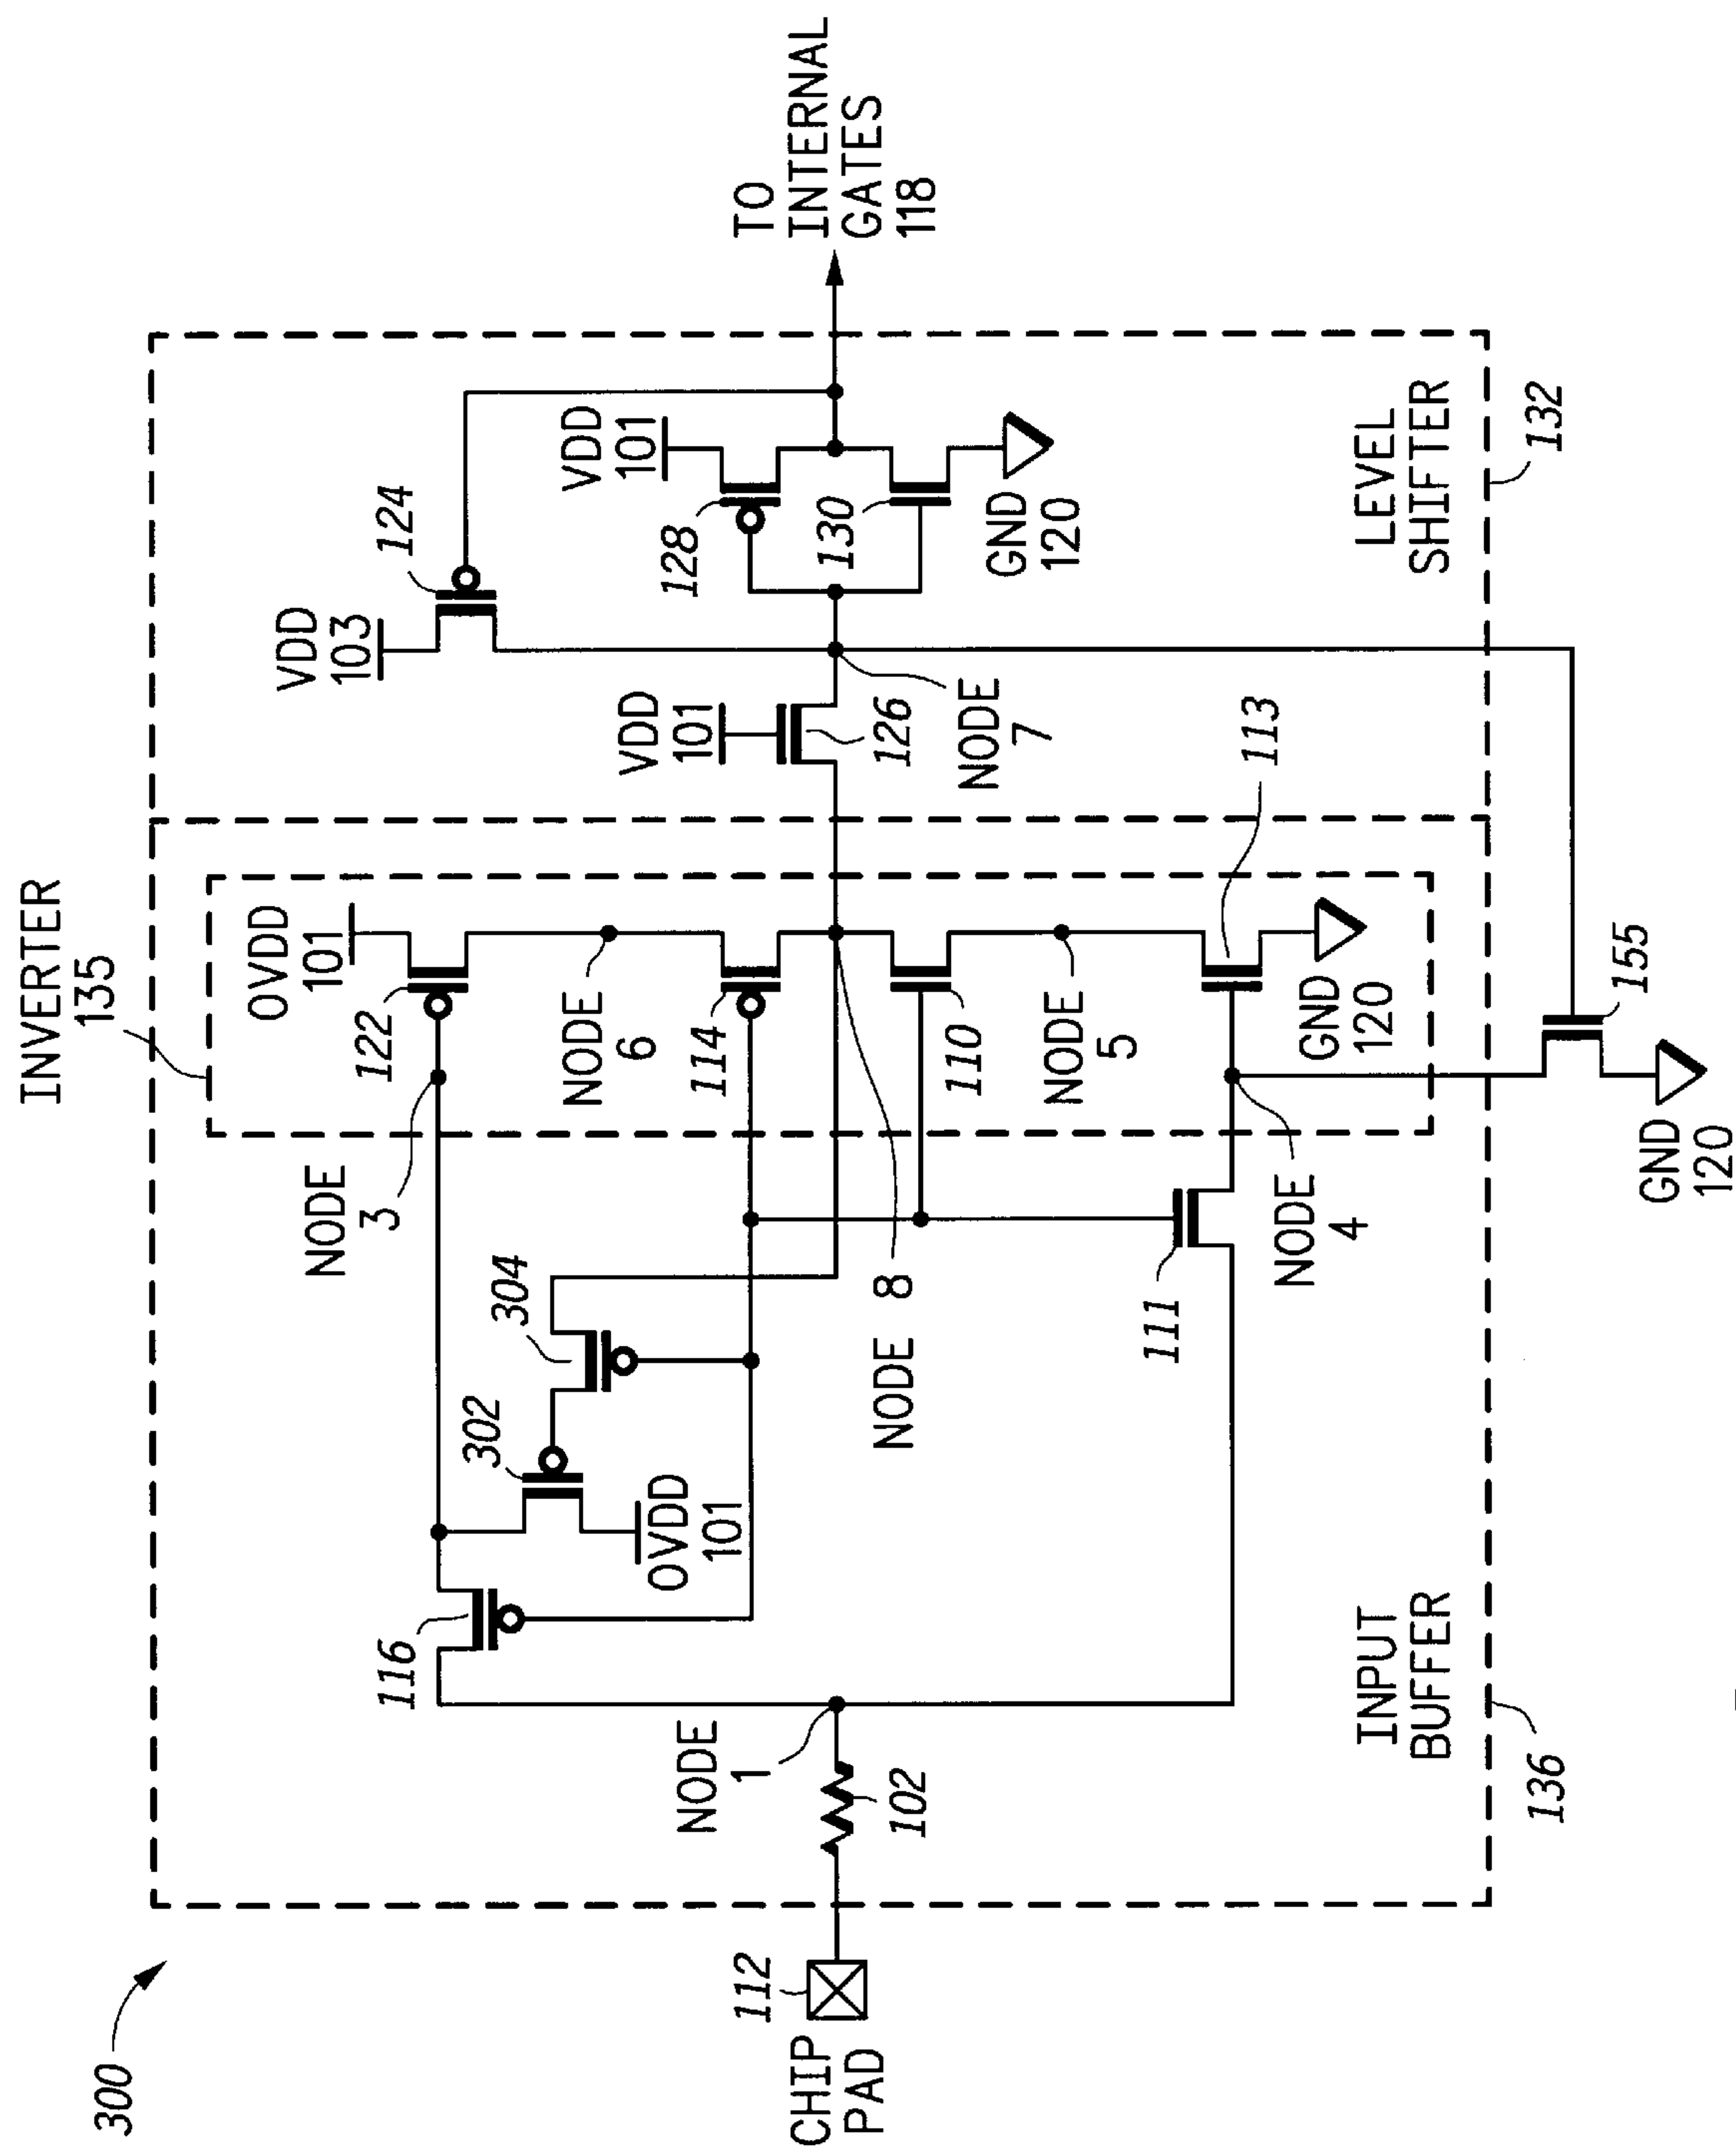 300
CHIP
PAD
112
102
NODE
1
INPUT
BUFFER
136
116
302
OVDD
101
304
NODE
3
NODE 8
111
NODE
4
INVERTER
135
OVDD
101
122
NODE
6
114
110
NODE
5
113
GND
120
155
GND
120
VDD
103
124
VDD
101
126
NODE
7
VDD
101
128
130
GND
120
LEVEL
SHIFTER
132
TO
INTERNAL
GATES
118